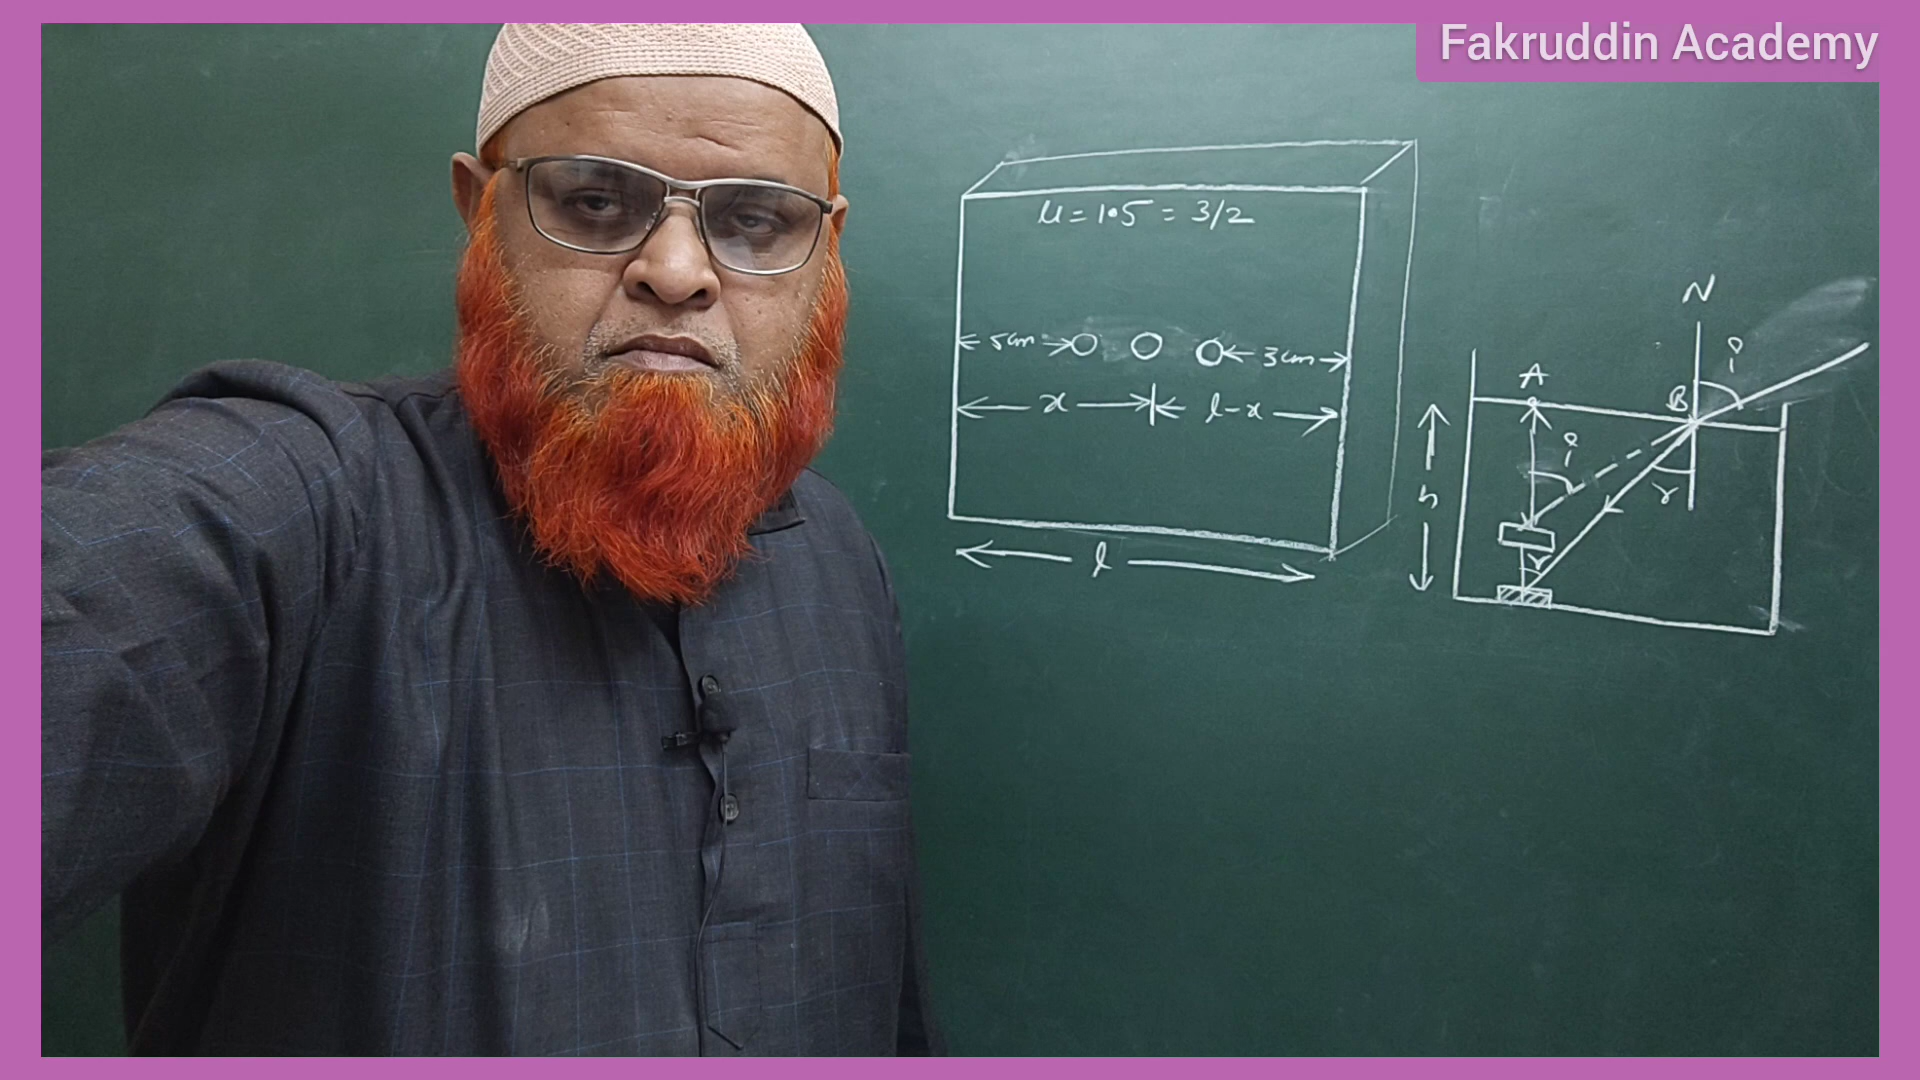 Fakruddin Academy
μ = 1.5 = 3/2
5cm
3cm
x
l-x
l
N
i
A
B
i
h
r
r